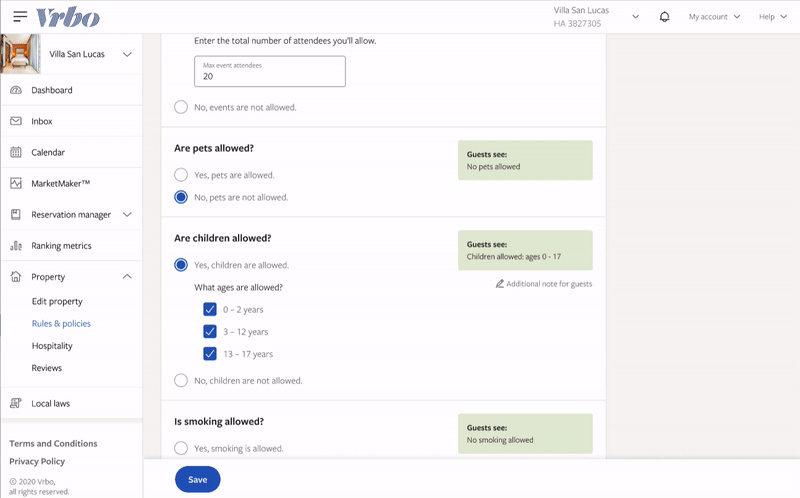 Vrbo
Villa San Lucas
HA 3827305
My account
Help
Villa San Lucas
Dashboard
Inbox
Calendar
MarketMaker™
Reservation manager
Ranking metrics
Property
Edit property
Rules & policies
Hospitality
Reviews
Local laws
Terms and Conditions
Privacy Policy
© 2020 Vrbo,
all rights reserved.
Enter the total number of attendees you'll allow.
Max event attendees
20
No, events are not allowed.
Are pets allowed?
Yes, pets are allowed.
No, pets are not allowed.
Guests see:
No pets allowed
Are children allowed?
Yes, children are allowed.
What ages are allowed?
0 – 2 years
3 – 12 years
13 – 17 years
No, children are not allowed.
Guests see:
Children allowed: ages 0 - 17
Additional note for guests
Is smoking allowed?
Yes, smoking is allowed.
Guests see:
No smoking allowed
Save